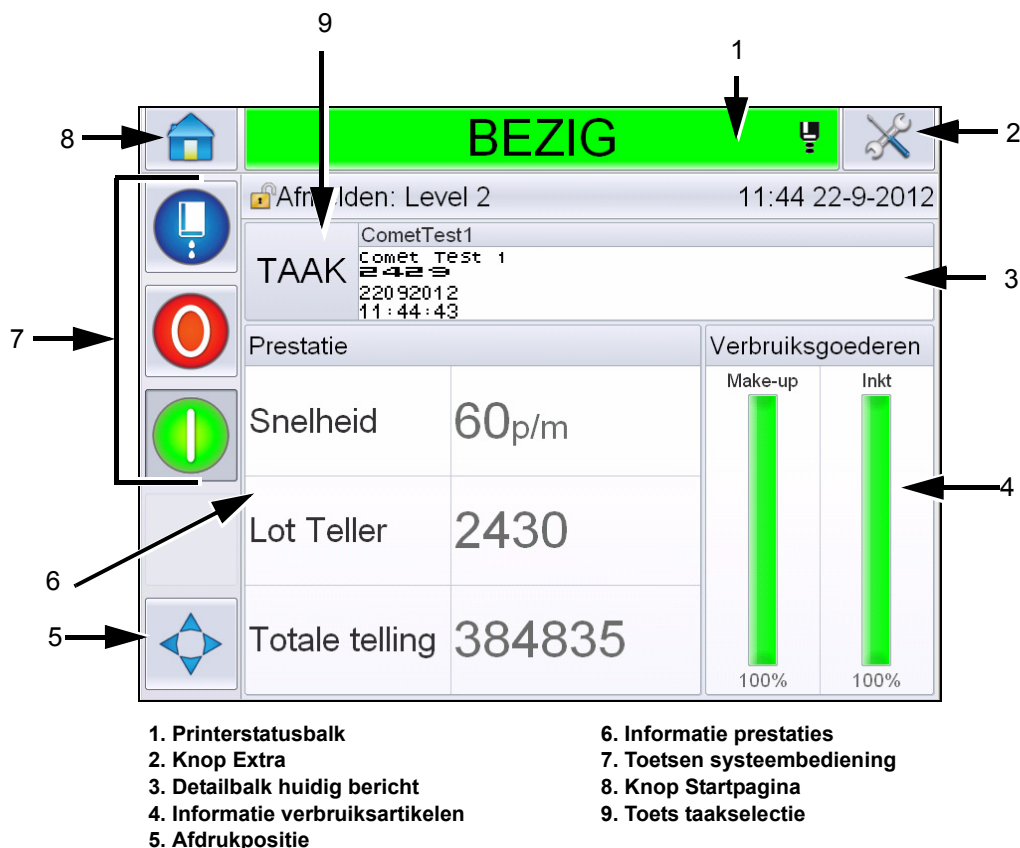 9
1
8
BEZIG
2
Afmelden: Level 2
11:44 22-9-2012
TAAK
CometTest1
Comet Test 1
2429
22092012
11:44:43
3
7
Prestatie
Verbruiksgoederen
Snelheid
60p/m
Make-up
Inkt
4
Lot Teller
2430
6
5
Totale telling
384835
100%
100%
1. Printerstatusbalk
2. Knop Extra
3. Detailbalk huidig bericht
4. Informatie verbruiksartikelen
5. Afdrukpositie
6. Informatie prestaties
7. Toetsen systeembediening
8. Knop Startpagina
9. Toets taakselectie